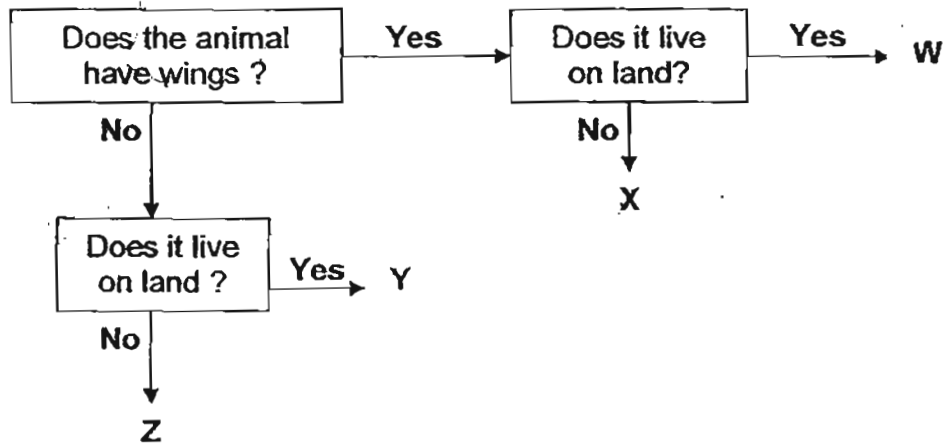 Does the animal
have wings ?
Yes
Does it live
on land?
Yes
W
No
No
X
Does it live
on land ?
Yes
Y
No
Z